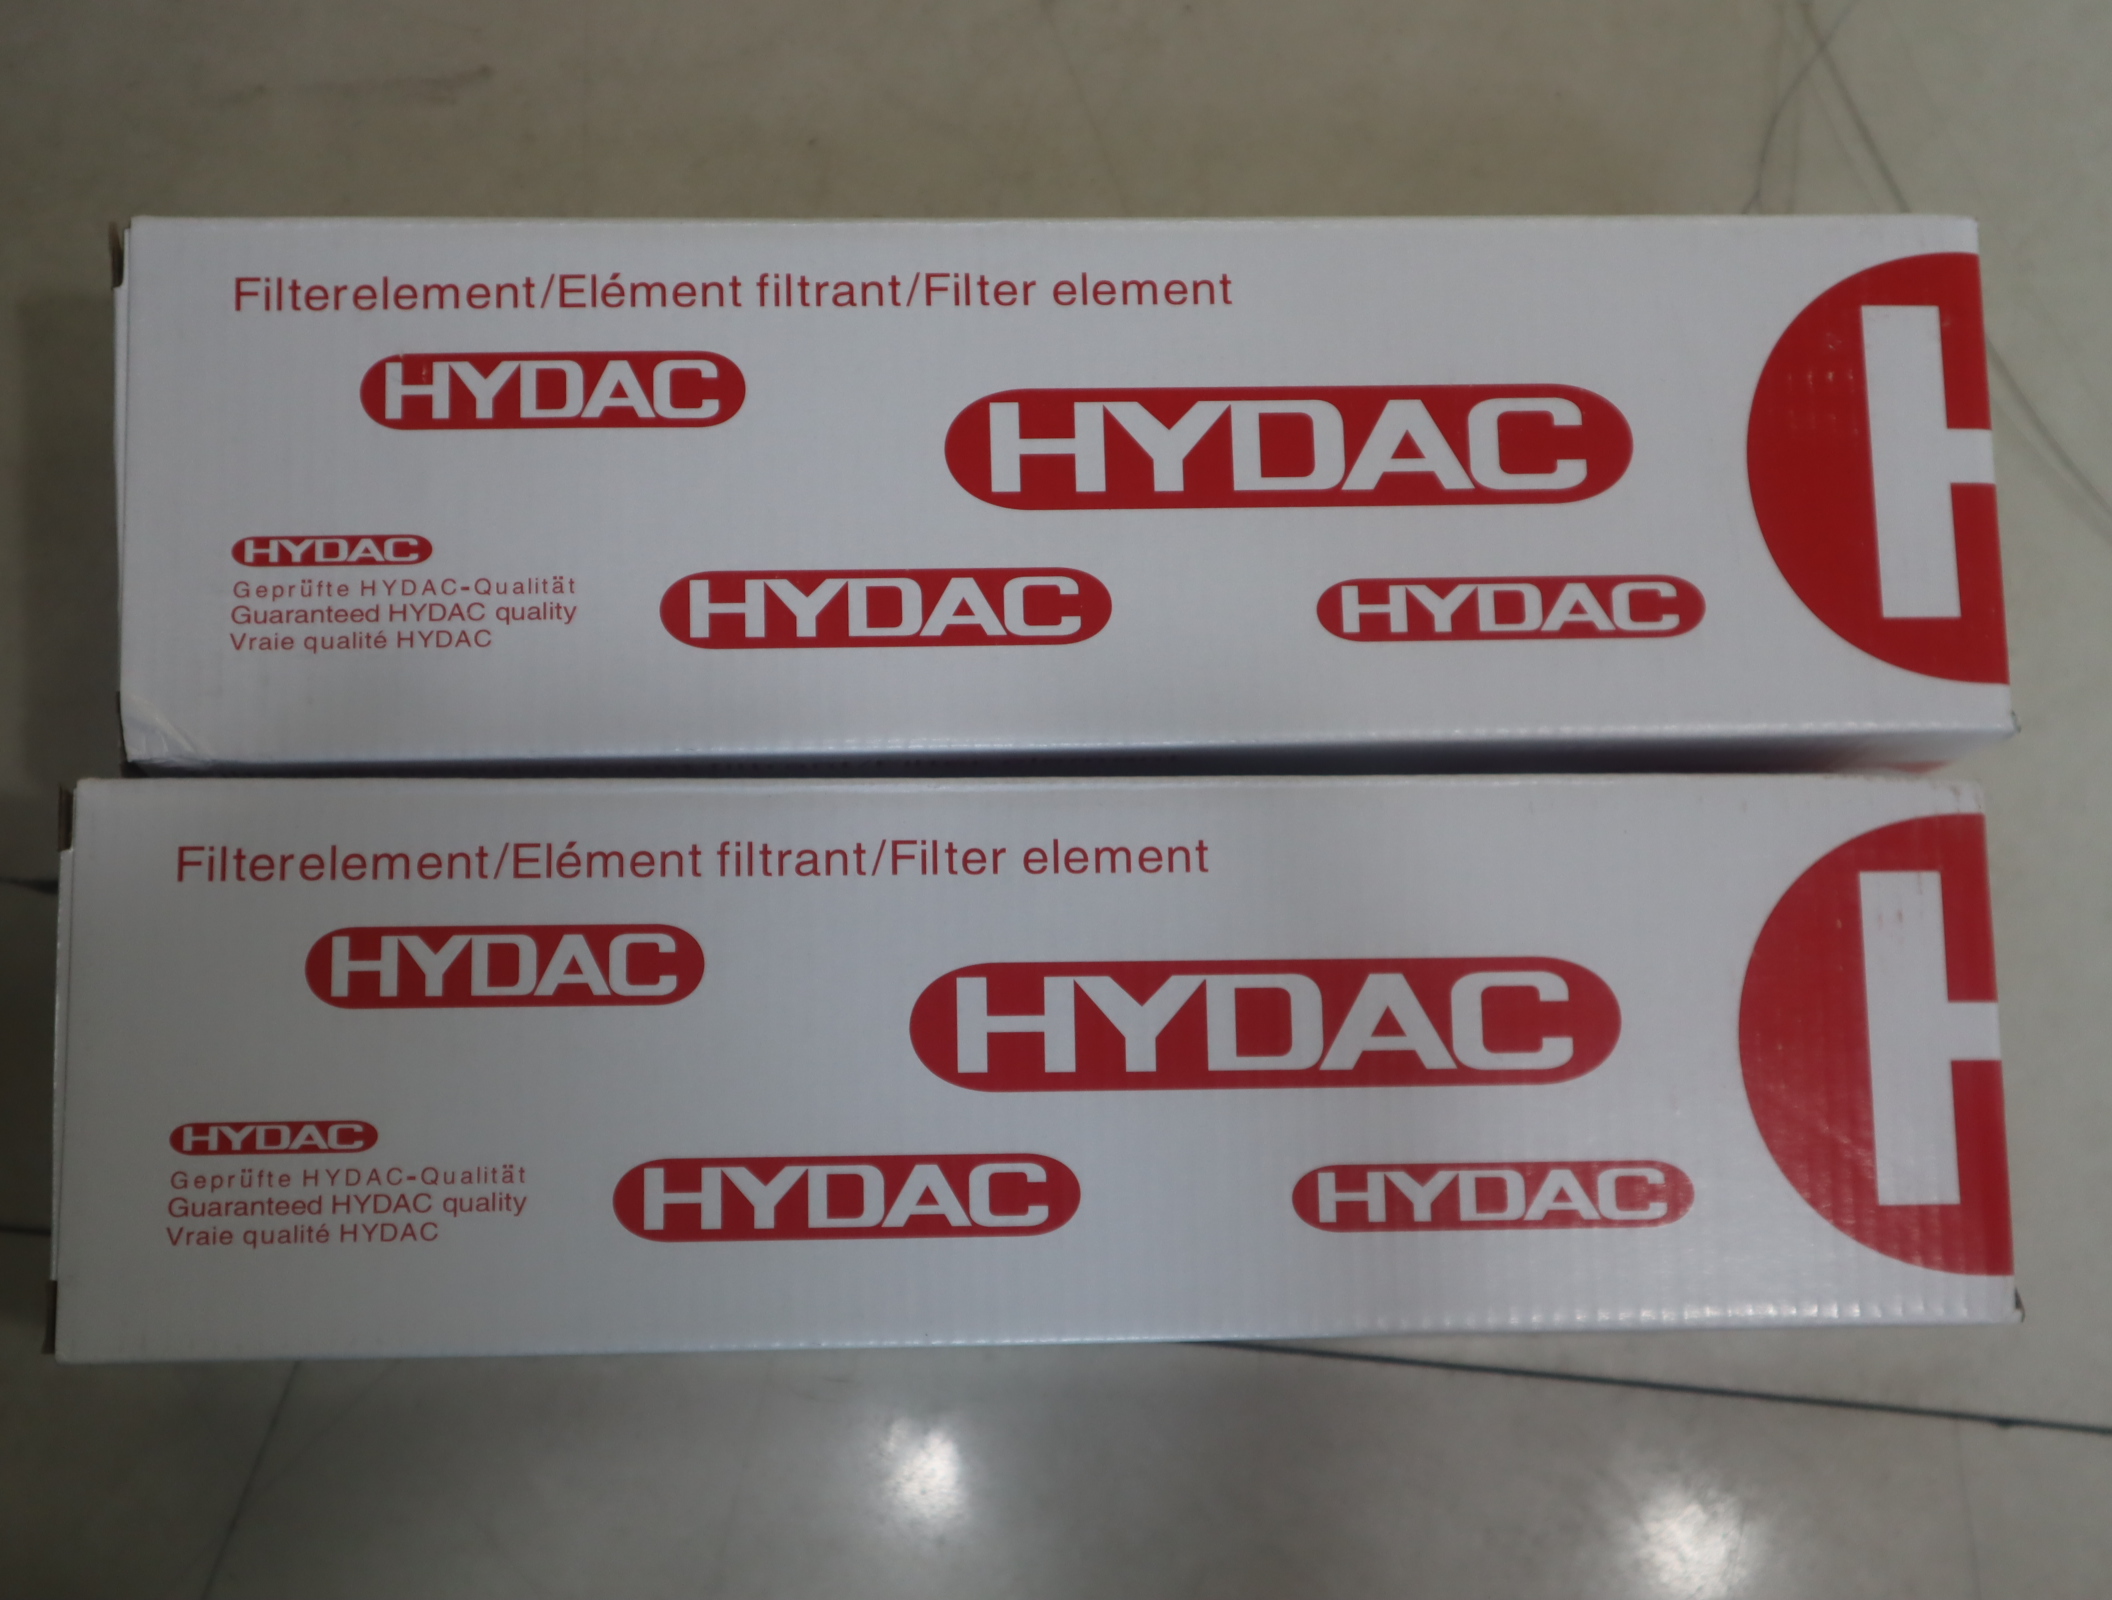 Filterelement/Elément filtrant/Filter element
HYDAC
HYDAC
HYDAC
Geprüfte HYDAC-Qualität
Guaranteed HYDAC quality
Vraie qualité HYDAC
HYDAC
HYDAC
H
Filterelement/Elément filtrant/Filter element
HYDAC
HYDAC
HYDAC
Geprüfte HYDAC-Qualität
Guaranteed HYDAC quality
Vraie qualité HYDAC
HYDAC
HYDAC
H